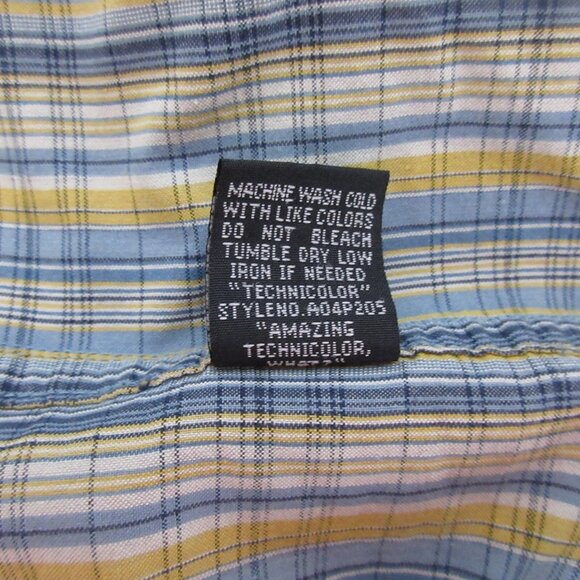 MACHINE WASH COLD
WITH LIKE COLORS
DO NOT BLEACH
TUMBLE DRY LOW
IRON IF NEEDED
"TECHNICOLOR"
STYLENO.A04P205
"AMAZING
TECHNICOLOR,
WHAT?"